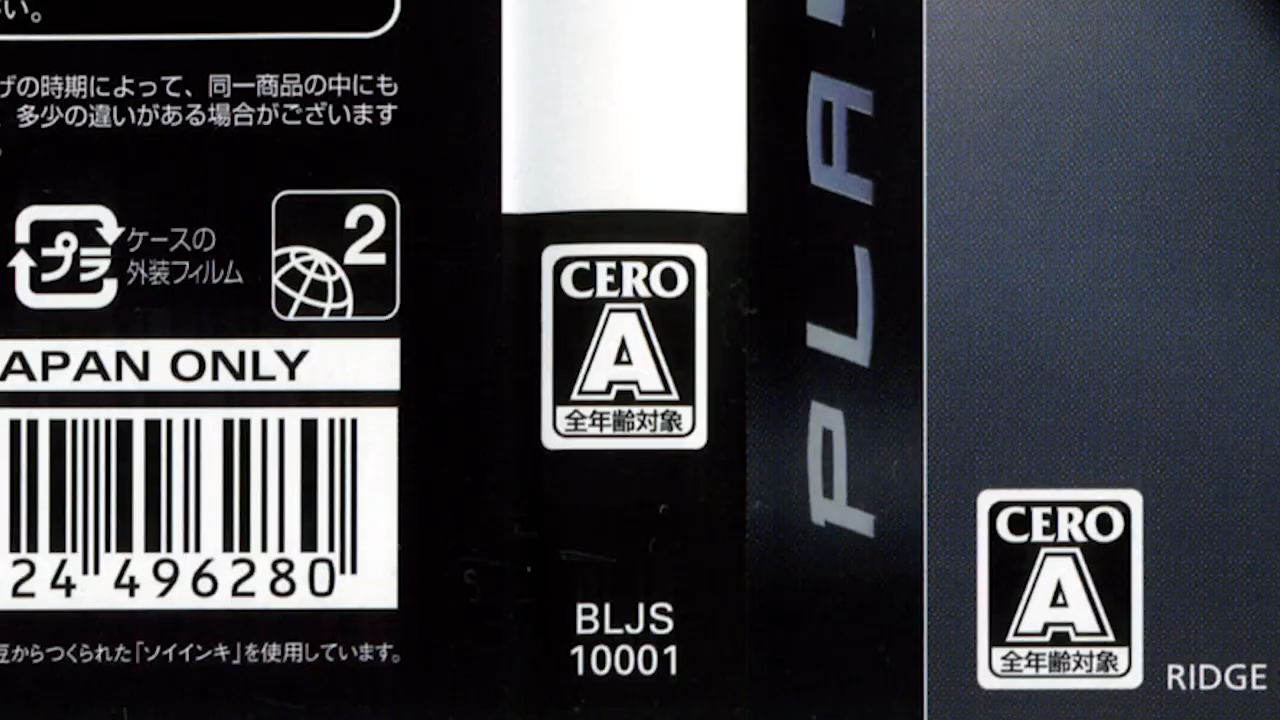 い。
げの時期によって、同一商品の中にも
、多少の違いがある場合がございます
。
プラ
ケースの
外装フィルム
2
APAN ONLY
24 496280
豆からつくられた「ソイインキ」を使用しています。
CERO
A
全年齢対象
BLJS
10001
PLA
CERO
A
全年齢対象
RIDGE